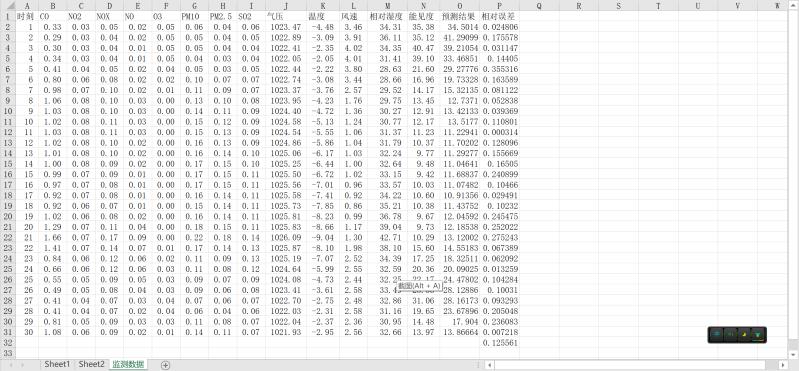 A B C D E F G H I J K L M N O P Q R S T U V W
1 时刻 CO NO2 NOX NO O3 PM10 PM2.5 SO2 气压 温度 风速 相对湿度 能见度 预测结果 相对误差
2 1 0.33 0.03 0.05 0.02 0.05 0.06 0.04 0.06 1023.47 -4.48 3.46 34.31 35.38 34.5014 0.024806
3 2 0.29 0.03 0.04 0.02 0.05 0.05 0.04 0.05 1022.89 -3.09 3.91 36.11 35.12 41.29099 0.175578
4 3 0.30 0.03 0.04 0.01 0.05 0.05 0.04 0.04 1022.41 -2.35 4.02 34.35 40.47 39.21054 0.031147
5 4 0.34 0.03 0.04 0.01 0.05 0.04 0.03 0.04 1022.05 -2.05 4.01 31.41 39.10 33.46851 0.14405
6 5 0.41 0.04 0.05 0.02 0.04 0.05 0.03 0.05 1022.44 -2.22 3.80 28.63 21.60 29.27776 0.355316
7 6 0.80 0.06 0.08 0.02 0.02 0.10 0.07 0.07 1022.74 -3.08 3.44 28.66 16.96 19.73328 0.163589
8 7 0.98 0.07 0.10 0.02 0.01 0.11 0.09 0.07 1023.37 -3.76 2.57 29.52 14.17 15.32135 0.081122
9 8 1.06 0.08 0.10 0.03 0.00 0.13 0.10 0.08 1023.95 -4.23 1.76 29.75 13.45 12.7371 0.052838
10 9 1.03 0.08 0.10 0.03 0.00 0.14 0.11 0.09 1024.40 -4.72 1.36 30.27 12.91 13.42133 0.039369
11 10 1.02 0.08 0.11 0.03 0.00 0.15 0.12 0.09 1024.58 -5.13 1.24 30.77 12.17 13.5177 0.110801
12 11 1.03 0.08 0.11 0.03 0.00 0.15 0.13 0.09 1024.54 -5.55 1.06 31.37 11.23 11.22941 0.000314
13 12 1.02 0.08 0.10 0.02 0.00 0.16 0.13 0.09 1024.86 -5.86 1.04 31.79 10.37 11.70202 0.128096
14 13 1.01 0.08 0.10 0.02 0.00 0.16 0.14 0.10 1025.06 -6.17 1.03 32.24 9.77 11.29277 0.155669
15 14 1.00 0.08 0.09 0.02 0.00 0.17 0.15 0.10 1025.25 -6.44 1.00 32.64 9.48 11.04641 0.16505
16 15 0.99 0.07 0.09 0.01 0.00 0.17 0.15 0.10 1025.50 -6.72 1.02 33.15 9.42 11.68837 0.240899
17 16 0.97 0.07 0.08 0.01 0.00 0.17 0.15 0.10 1025.56 -7.01 0.96 33.57 10.03 11.07482 0.10466
18 17 0.92 0.07 0.08 0.01 0.00 0.16 0.14 0.11 1025.58 -7.41 0.92 34.22 10.60 10.91356 0.029491
19 18 0.92 0.07 0.08 0.01 0.00 0.15 0.14 0.11 1025.73 -7.85 0.86 35.21 10.38 11.43752 0.10232
20 19 1.02 0.07 0.08 0.02 0.00 0.16 0.14 0.11 1025.81 -8.23 0.99 36.78 9.67 12.04592 0.245475
21 20 1.29 0.07 0.11 0.04 0.00 0.18 0.15 0.11 1025.83 -8.66 1.17 39.04 9.73 12.18538 0.252022
22 21 1.66 0.07 0.17 0.09 0.00 0.22 0.18 0.14 1026.09 -9.04 1.30 42.71 10.29 13.12002 0.275243
23 22 1.41 0.07 0.14 0.07 0.01 0.17 0.14 0.13 1025.87 -8.10 1.98 38.10 15.60 14.55183 0.067389
24 23 0.84 0.06 0.12 0.06 0.02 0.11 0.09 0.13 1025.19 -7.07 2.52 34.39 17.25 18.32511 0.062092
25 24 0.66 0.06 0.06 0.02 0.03 0.11 0.08 0.12 1024.64 -5.99 2.55 32.59 20.36 20.09025 0.013259
26 25 0.55 0.05 0.09 0.05 0.03 0.09 0.07 0.09 1024.08 -4.73 2.44 24.47802 0.104284
27 26 0.49 0.05 0.08 0.04 0.03 0.09 0.06 0.08 1023.41 -3.61 2.58 28.12886 0.10031
28 27 0.41 0.04 0.07 0.03 0.04 0.07 0.06 0.07 1022.70 -2.75 2.48 32.86 31.06 28.16173 0.093293
29 28 0.41 0.04 0.07 0.02 0.04 0.07 0.04 0.06 1022.03 -2.31 2.58 31.16 19.65 23.67896 0.205048
30 29 0.81 0.05 0.09 0.03 0.03 0.11 0.08 0.07 1022.04 -2.37 2.36 30.95 14.48 17.904 0.236083
31 30 1.08 0.06 0.09 0.02 0.01 0.14 0.11 0.07 1021.93 -2.95 2.56 32.66 13.97 13.86664 0.007218
32 0.125561
33
截图(Alt + A)
Sheet1 Sheet2 监测数据